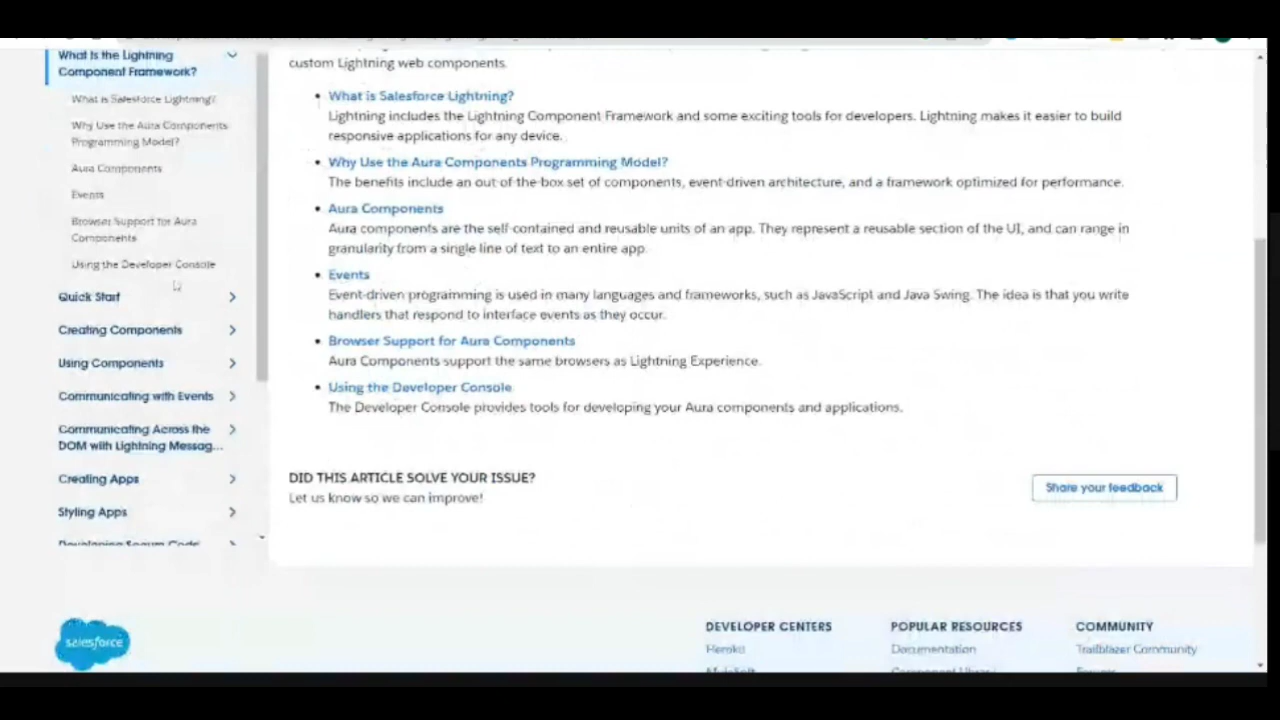 What Is the Lightning
Component Framework?
What is Salesforce Lightning?
Why Use the Aura Components
Programming Model?
Aura Components
Events
Browser Support for Aura
Components
Using the Developer Console
Quick Start
Creating Components
Using Components
Communicating with Events
Communicating Across the
DOM with Lightning Messag...
Creating Apps
Styling Apps
Developing Secure Code
custom Lightning web components.
• What is Salesforce Lightning?
Lightning includes the Lightning Component Framework and some exciting tools for developers. Lightning makes it easier to build
responsive applications for any device.
• Why Use the Aura Components Programming Model?
The benefits include an out-of-the-box set of components, event-driven architecture, and a framework optimized for performance.
• Aura Components
Aura components are the self-contained and reusable units of an app. They represent a reusable section of the UI, and can range in
granularity from a single line of text to an entire app.
• Events
Event-driven programming is used in many languages and frameworks, such as JavaScript and Java Swing. The idea is that you write
handlers that respond to interface events as they occur.
• Browser Support for Aura Components
Aura Components support the same browsers as Lightning Experience.
• Using the Developer Console
The Developer Console provides tools for developing your Aura components and applications.
DID THIS ARTICLE SOLVE YOUR ISSUE?
Let us know so we can improve!
Share your feedback
salesforce
DEVELOPER CENTERS
Heroku
MuleSoft
POPULAR RESOURCES
Documentation
Component Library
COMMUNITY
Trailblazer Community